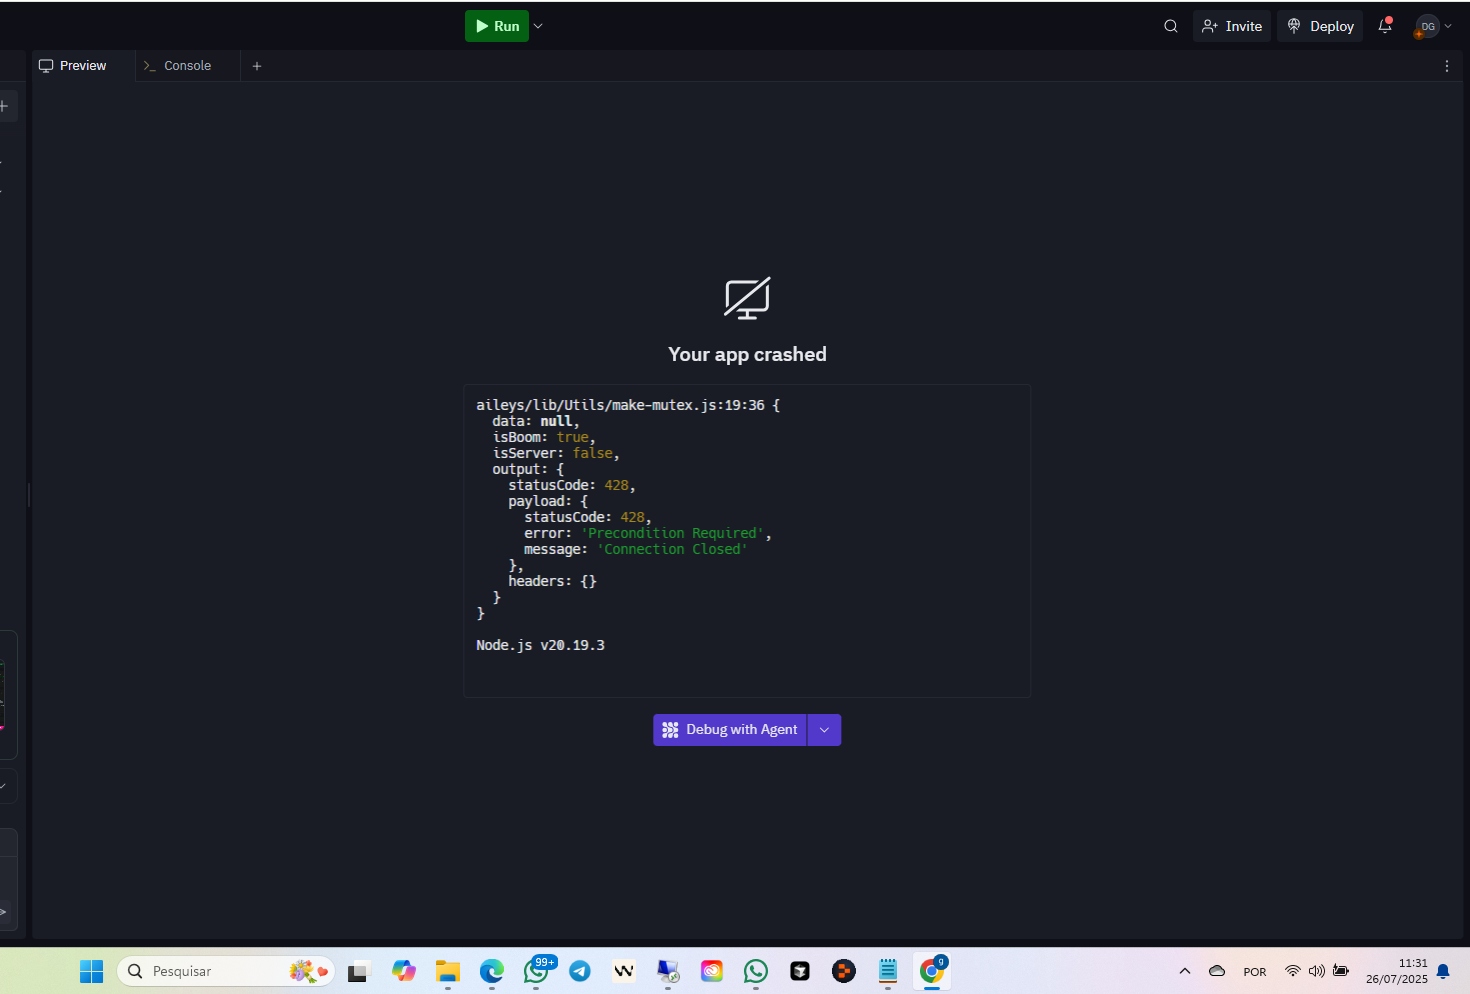 Run
Invite
Deploy
DG
Preview
Console
Your app crashed
aileys/lib/Utils/make-mutex.js:19:36 {
data: null,
isBoom: true,
isServer: false,
output: {
statusCode: 428,
payload: {
statusCode: 428,
error: 'Precondition Required',
message: 'Connection Closed'
},
headers: {}
}
}
Node.js v20.19.3
Debug with Agent
Pesquisar
99+
g
POR
11:31
26/07/2025